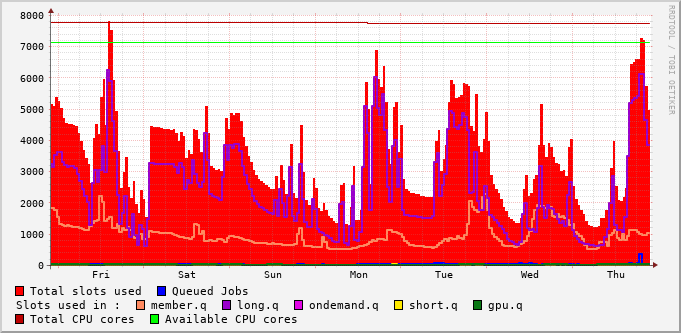 8000
7000
6000
5000
4000
3000
2000
1000
0
Fri Sat Sun Mon Tue Wed Thu
RRDTOOL / TOBI OETIKER
Total slots used Queued Jobs
Slots used in : member.q long.q ondemand.q short.q gpu.q
Total CPU cores Available CPU cores